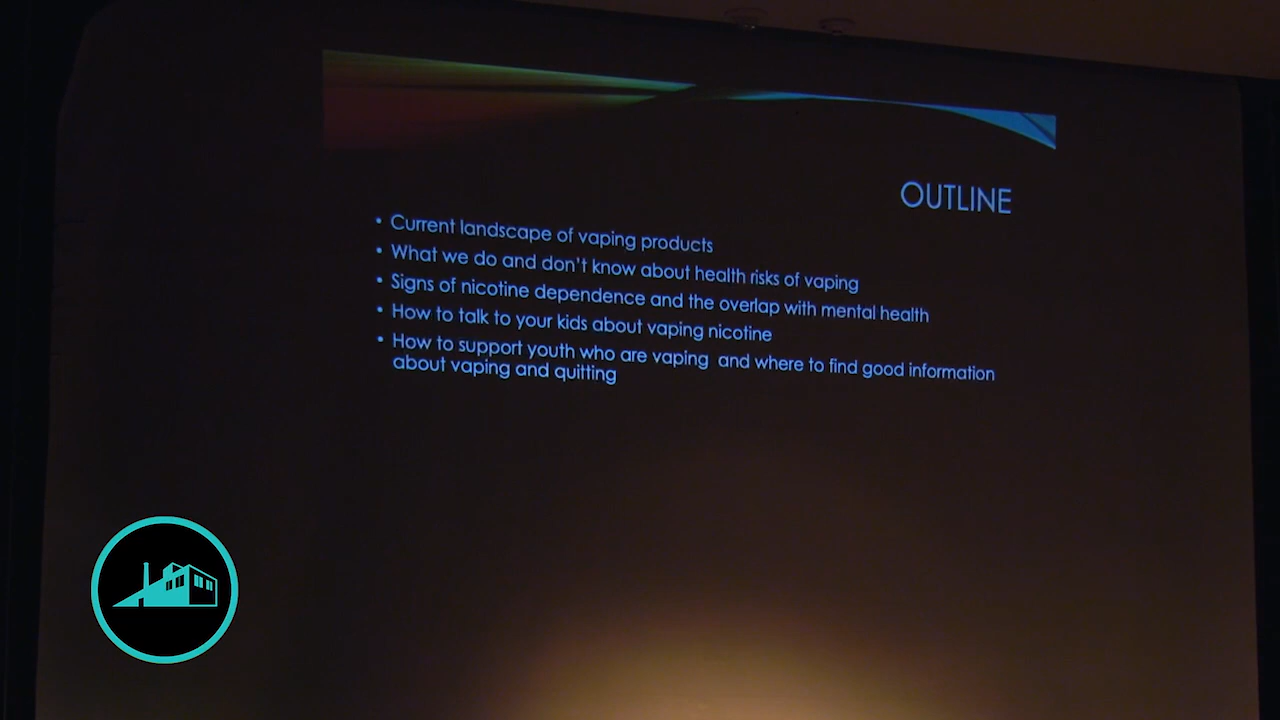 OUTLINE
• Current landscape of vaping products
• What we do and don't know about health risks of vaping
• Signs of nicotine dependence and the overlap with mental health
• How to talk to your kids about vaping nicotine
• How to support youth who are vaping and where to find good information
about vaping and quitting